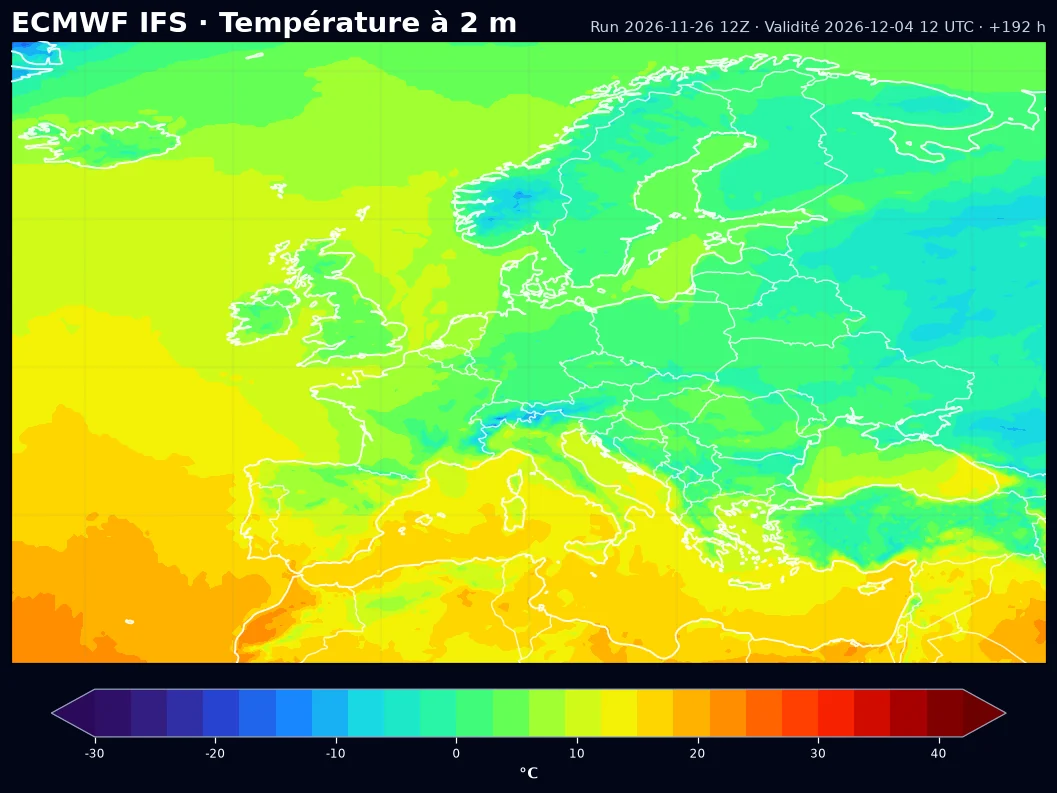 ECMWF IFS · Température à 2 m
Run 2026-11-26 12Z · Validité 2026-12-04 12 UTC · +192 h
-30 -20 -10 0 10 20 30 40
°C